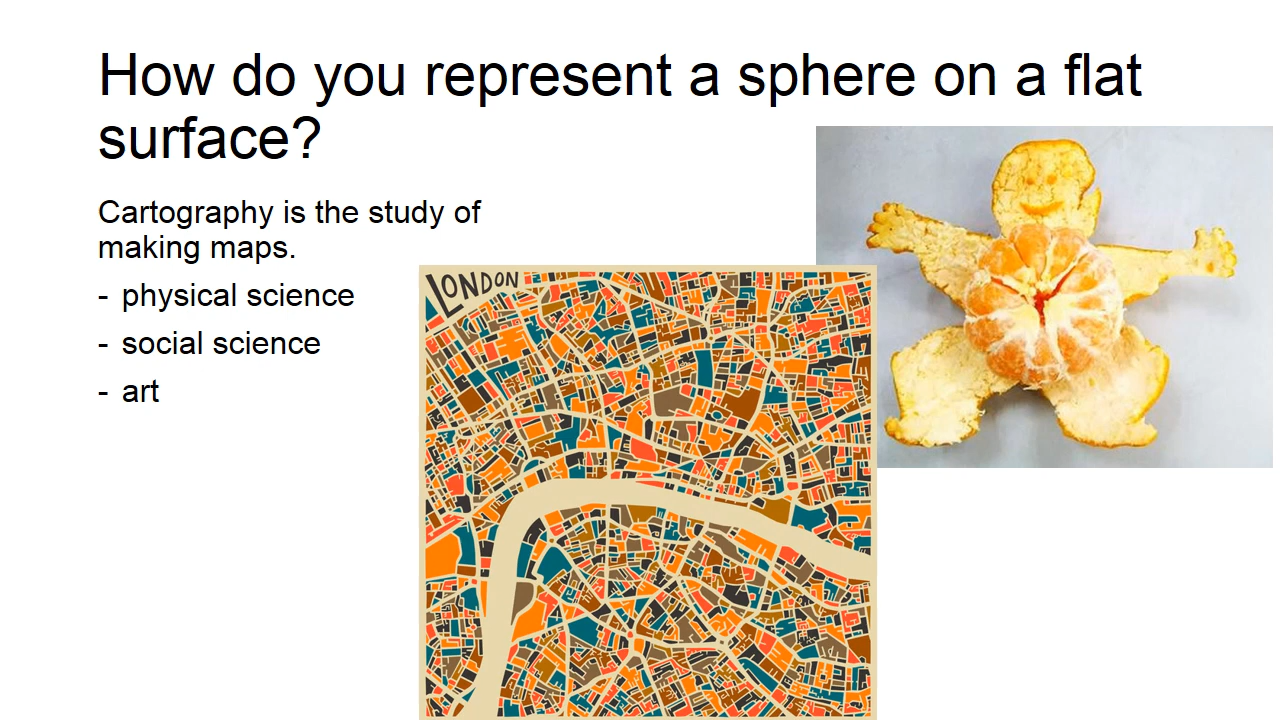 How do you represent a sphere on a flat
surface?
Cartography is the study of
making maps.
- physical science
- social science
- art
LONDON